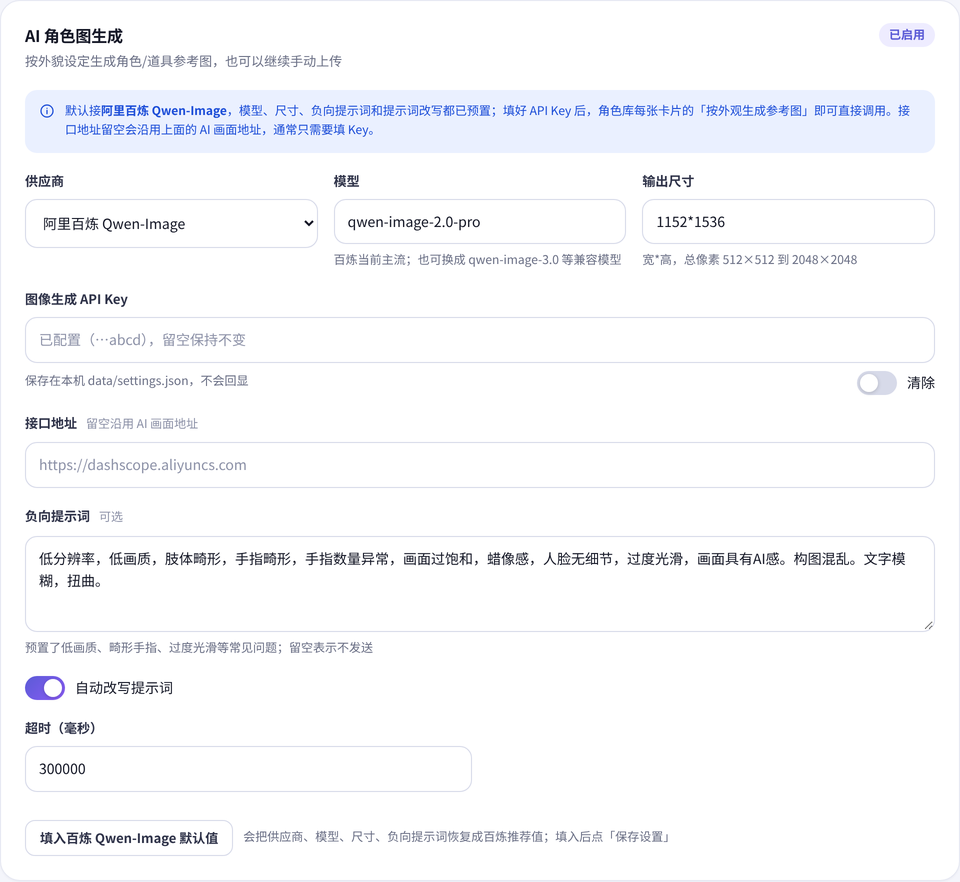 AI 角色图生成
已启用
按外貌设定生成角色/道具参考图，也可以继续手动上传
默认接阿里百炼 Qwen-Image，模型、尺寸、负向提示词和提示词改写都已预置；填好 API Key 后，角色库每张卡片的「按外观生成参考图」即可直接调用。接
口地址留空会沿用上面的 AI 画面地址，通常只需要填 Key。
供应商
模型
输出尺寸
阿里百炼 Qwen-Image
qwen-image-2.0-pro
1152*1536
百炼当前主流；也可换成 qwen-image-3.0 等兼容模型
宽*高，总像素 512×512 到 2048×2048
图像生成 API Key
已配置（…abcd），留空保持不变
保存在本机 data/settings.json，不会回显
清除
接口地址 留空沿用 AI 画面地址
https://dashscope.aliyuncs.com
负向提示词 可选
低分辨率，低画质，肢体畸形，手指畸形，手指数量异常，画面过饱和，蜡像感，人脸无细节，过度光滑，画面具有AI感。构图混乱。文字模
糊，扭曲。
预置了低画质、畸形手指、过度光滑等常见问题；留空表示不发送
自动改写提示词
超时（毫秒）
300000
填入百炼 Qwen-Image 默认值
会把供应商、模型、尺寸、负向提示词恢复成百炼推荐值；填入后点「保存设置」